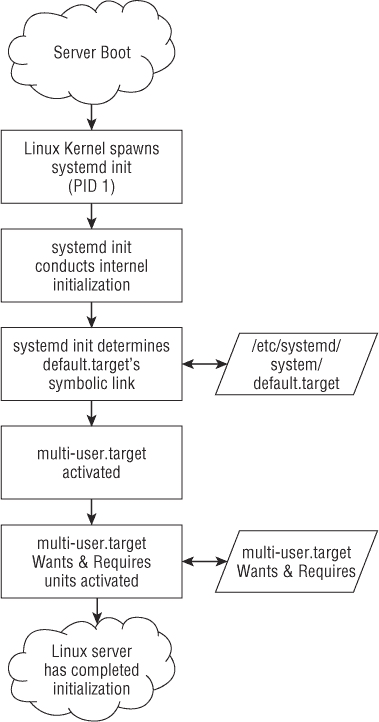 Server Boot
Linux Kernel spawns
systemd init
(PID 1)
systemd init
conducts internel
initialization
systemd init determines
default.target's
symbolic link
/etc/systemd/
system/
default.target
multi-user.target
activated
multi-user.target
Wants & Requires
units activated
multi-user.target
Wants & Requires
Linux server
has completed
initialization